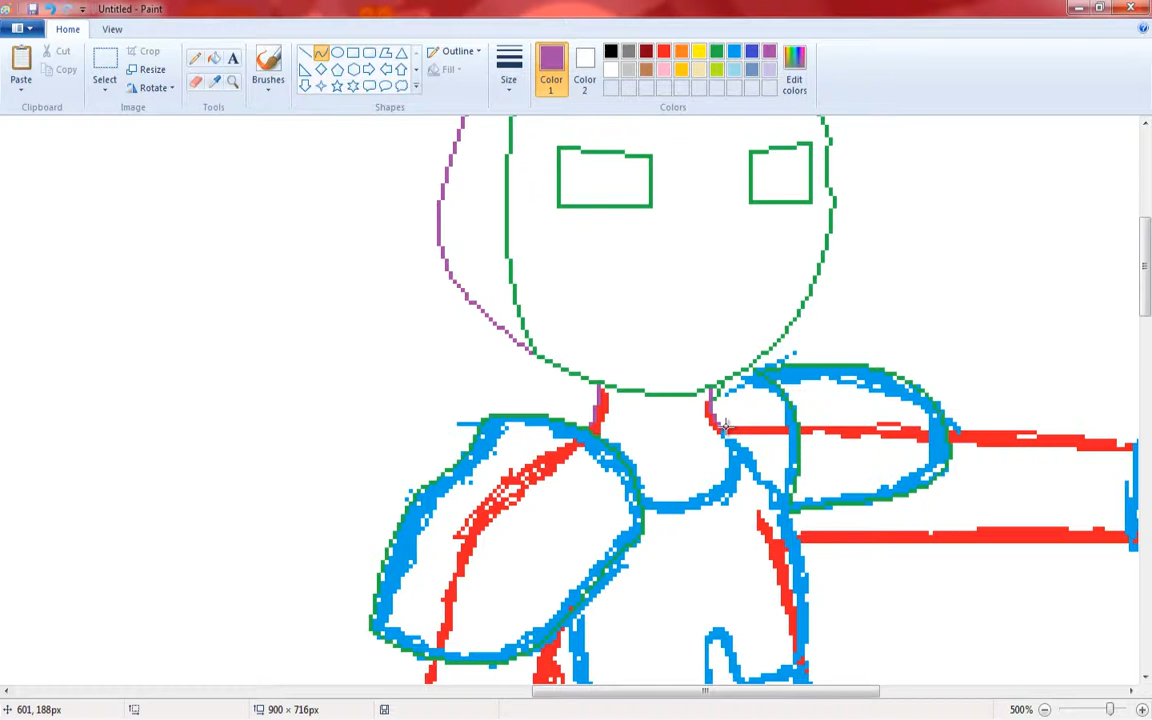 Untitled - Paint
Home View
Paste
Cut
Copy
Clipboard
Select
Crop
Resize
Rotate
Image
A
Tools
Brushes
Outline
Fill
Shapes
Size
Color 1
Color 2
Edit colors
Colors
601, 188px
900 × 716px
500%